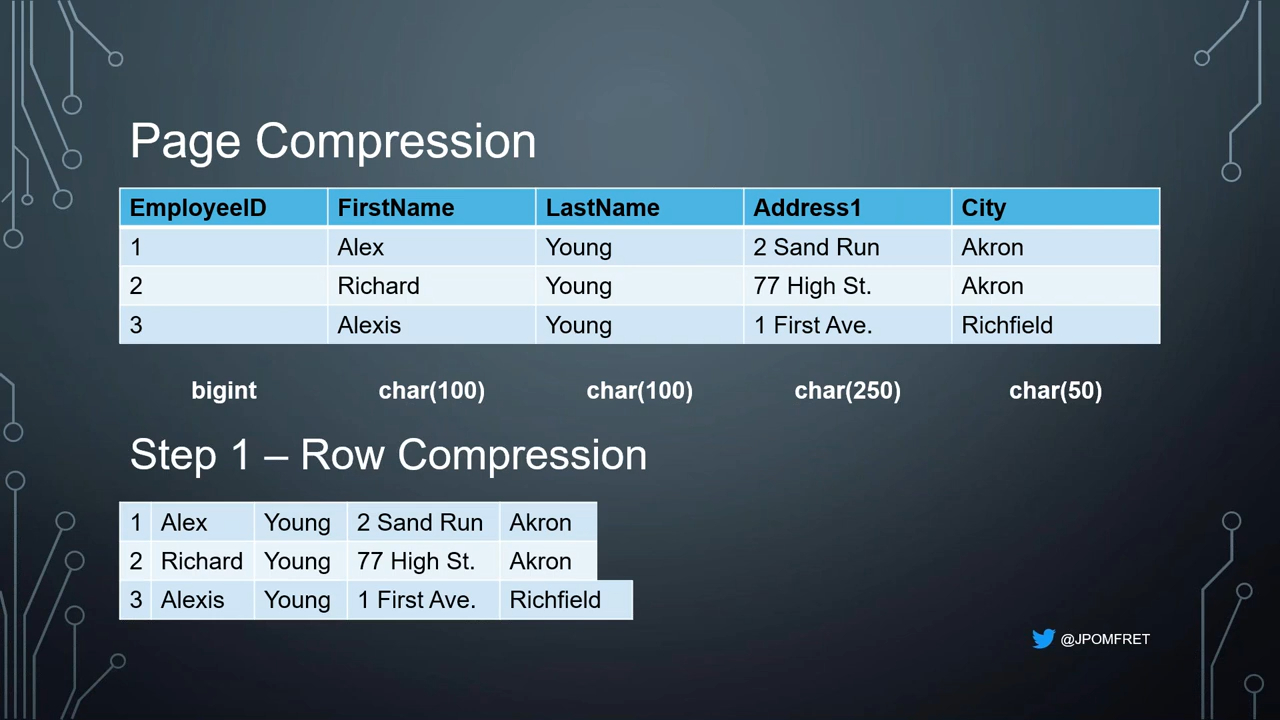 Page Compression
EmployeeID FirstName LastName Address1 City
1 Alex Young 2 Sand Run Akron
2 Richard Young 77 High St. Akron
3 Alexis Young 1 First Ave. Richfield
bigint char(100) char(100) char(250) char(50)
Step 1 – Row Compression
1 Alex Young 2 Sand Run Akron
2 Richard Young 77 High St. Akron
3 Alexis Young 1 First Ave. Richfield
@JPOMFRET